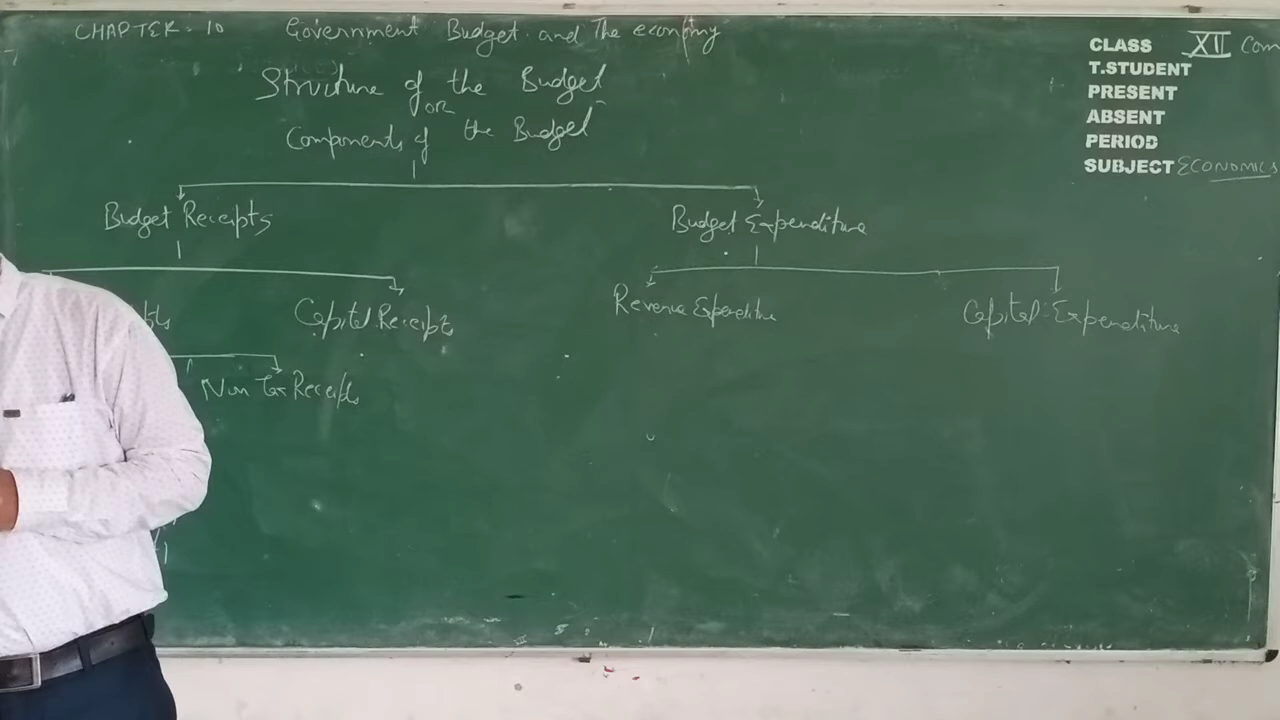 CHAPTER - 10 Government Budget and The economy
Structure of the Budget
OR
Components of the Budget
Budget Receipts Budget Expenditure
Capital Receipts Revenue Expenditure Capital Expenditure
Non Tax Receipts
CLASS XII Com
T.STUDENT
PRESENT
ABSENT
PERIOD
SUBJECT ECONOMICS